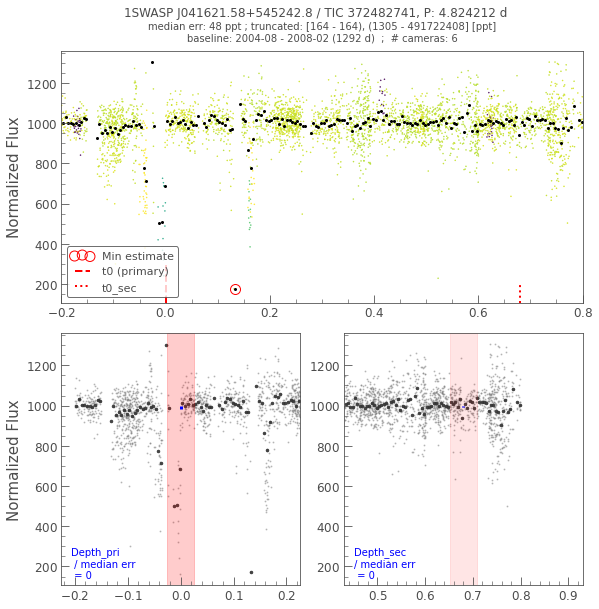 1SWASP J041621.58+545242.8 / TIC 372482741, P: 4.824212 d
median err: 48 ppt ; truncated: [164 - 164), (1305 - 491722408] [ppt]
baseline: 2004-08 - 2008-02 (1292 d)  ;  # cameras: 6
Normalized Flux
1200
1000
800
600
400
200
Min estimate
t0 (primary)
t0_sec
−0.2 0.0 0.2 0.4 0.6 0.8
Normalized Flux
1200
1000
800
600
400
200
Depth_pri
/ median err
= 0
−0.2 −0.1 0.0 0.1 0.2
1200
1000
800
600
400
200
Depth_sec
/ median err
= 0
0.5 0.6 0.7 0.8 0.9